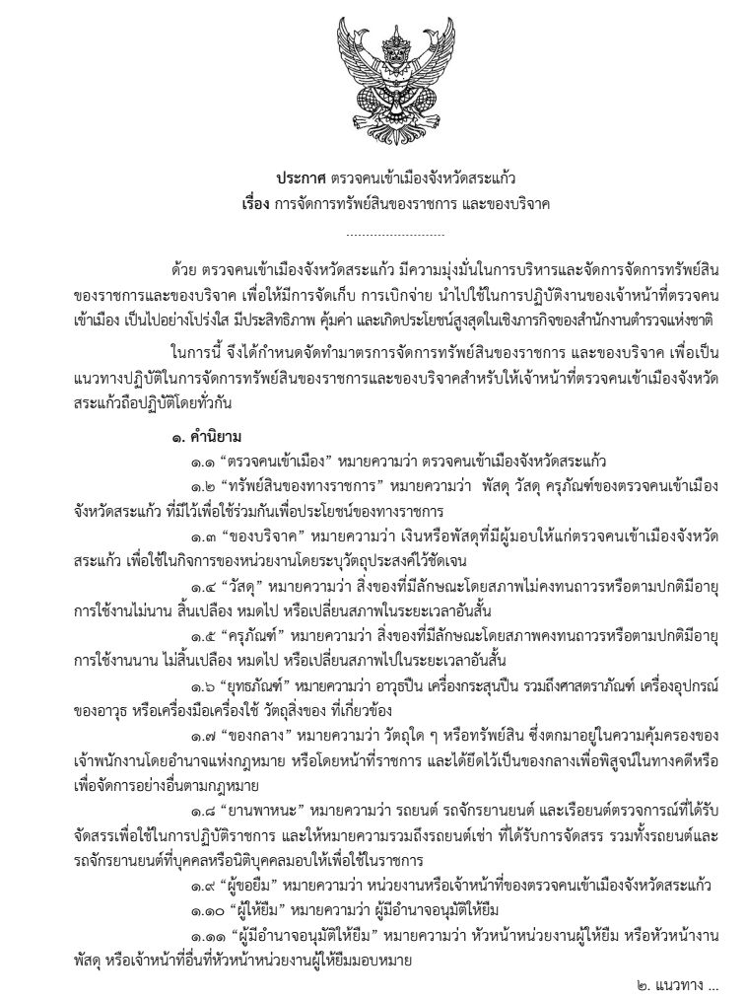 ประกาศ ตรวจคนเข้าเมืองจังหวัดสระแก้ว
เรื่อง การจัดการทรัพย์สินของราชการ และของบริจาค
-------------------------
ด้วย ตรวจคนเข้าเมืองจังหวัดสระแก้ว มีความมุ่งมั่นในการบริหารและจัดการจัดการทรัพย์สิน
ของราชการและของบริจาค เพื่อให้มีการจัดเก็บ การเบิกจ่าย นำไปใช้ในการปฏิบัติงานของเจ้าหน้าที่ตรวจคน
เข้าเมือง เป็นไปอย่างโปร่งใส มีประสิทธิภาพ คุ้มค่า และเกิดประโยชน์สูงสุดในเชิงภารกิจของสำนักงานตำรวจแห่งชาติ
ในการนี้ จึงได้กำหนดจัดทำมาตรการจัดการทรัพย์สินของราชการ และของบริจาค เพื่อเป็น
แนวทางปฏิบัติในการจัดการทรัพย์สินของราชการและของบริจาคสำหรับให้เจ้าหน้าที่ตรวจคนเข้าเมืองจังหวัด
สระแก้วถือปฏิบัติโดยทั่วกัน
๑. คำนิยาม
๑.๑ “ตรวจคนเข้าเมือง” หมายความว่า ตรวจคนเข้าเมืองจังหวัดสระแก้ว
๑.๒ “ทรัพย์สินของทางราชการ” หมายความว่า พัสดุ วัสดุ ครุภัณฑ์ของตรวจคนเข้าเมือง
จังหวัดสระแก้ว ที่มีไว้เพื่อใช้ร่วมกันเพื่อประโยชน์ของทางราชการ
๑.๓ “ของบริจาค” หมายความว่า เงินหรือพัสดุที่มีผู้มอบให้แก่ตรวจคนเข้าเมืองจังหวัด
สระแก้ว เพื่อใช้ในกิจการของหน่วยงานโดยระบุวัตถุประสงค์ไว้ชัดเจน
๑.๔ “วัสดุ” หมายความว่า สิ่งของที่มีลักษณะโดยสภาพไม่คงทนถาวรหรือตามปกติมีอายุ
การใช้งานไม่นาน สิ้นเปลือง หมดไป หรือเปลี่ยนสภาพในระยะเวลาอันสั้น
๑.๕ “ครุภัณฑ์” หมายความว่า สิ่งของที่มีลักษณะโดยสภาพคงทนถาวรหรือตามปกติมีอายุ
การใช้งานนาน ไม่สิ้นเปลือง หมดไป หรือเปลี่ยนสภาพไปในระยะเวลาอันสั้น
๑.๖ “ยุทธภัณฑ์” หมายความว่า อาวุธปืน เครื่องกระสุนปืน รวมถึงศาสตราภัณฑ์ เครื่องอุปกรณ์
ของอาวุธ หรือเครื่องมือเครื่องใช้ วัตถุสิ่งของ ที่เกี่ยวข้อง
๑.๗ “ของกลาง” หมายความว่า วัตถุใด ๆ หรือทรัพย์สิน ซึ่งตกมาอยู่ในความคุ้มครองของ
เจ้าพนักงานโดยอำนาจแห่งกฎหมาย หรือโดยหน้าที่ราชการ และได้ยึดไว้เป็นของกลางเพื่อพิสูจน์ในทางคดีหรือ
เพื่อจัดการอย่างอื่นตามกฎหมาย
๑.๘ “ยานพาหนะ” หมายความว่า รถยนต์ รถจักรยานยนต์ และเรือยนต์ตรวจการณ์ที่ได้รับ
จัดสรรเพื่อใช้ในการปฏิบัติราชการ และให้หมายความรวมถึงรถยนต์เช่า ที่ได้รับการจัดสรร รวมทั้งรถยนต์และ
รถจักรยานยนต์ที่บุคคลหรือนิติบุคคลมอบให้เพื่อใช้ในราชการ
๑.๙ “ผู้ขอยืม” หมายความว่า หน่วยงานหรือเจ้าหน้าที่ของตรวจคนเข้าเมืองจังหวัดสระแก้ว
๑.๑๐ “ผู้ให้ยืม” หมายความว่า ผู้มีอำนาจอนุมัติให้ยืม
๑.๑๑ “ผู้มีอำนาจอนุมัติให้ยืม” หมายความว่า หัวหน้าหน่วยงานผู้ให้ยืม หรือหัวหน้างาน
พัสดุ หรือเจ้าหน้าที่อื่นที่หัวหน้าหน่วยงานผู้ให้ยืมมอบหมาย
๒. แนวทาง ...